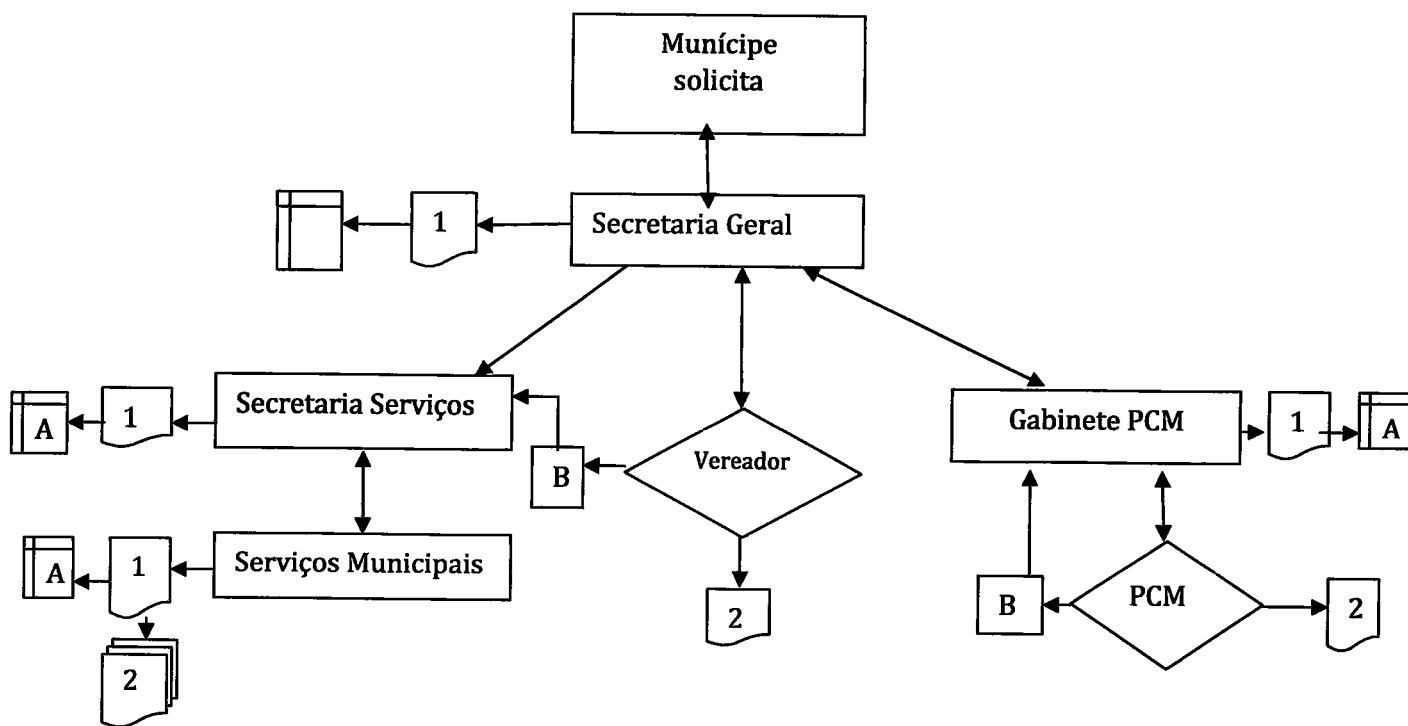 Munícipe
solicita
1
Secretaria Geral
A
1
Secretaria Serviços
B
Vereador
Gabinete PCM
1
A
A
1
Serviços Municipais
2
2
B
PCM
2